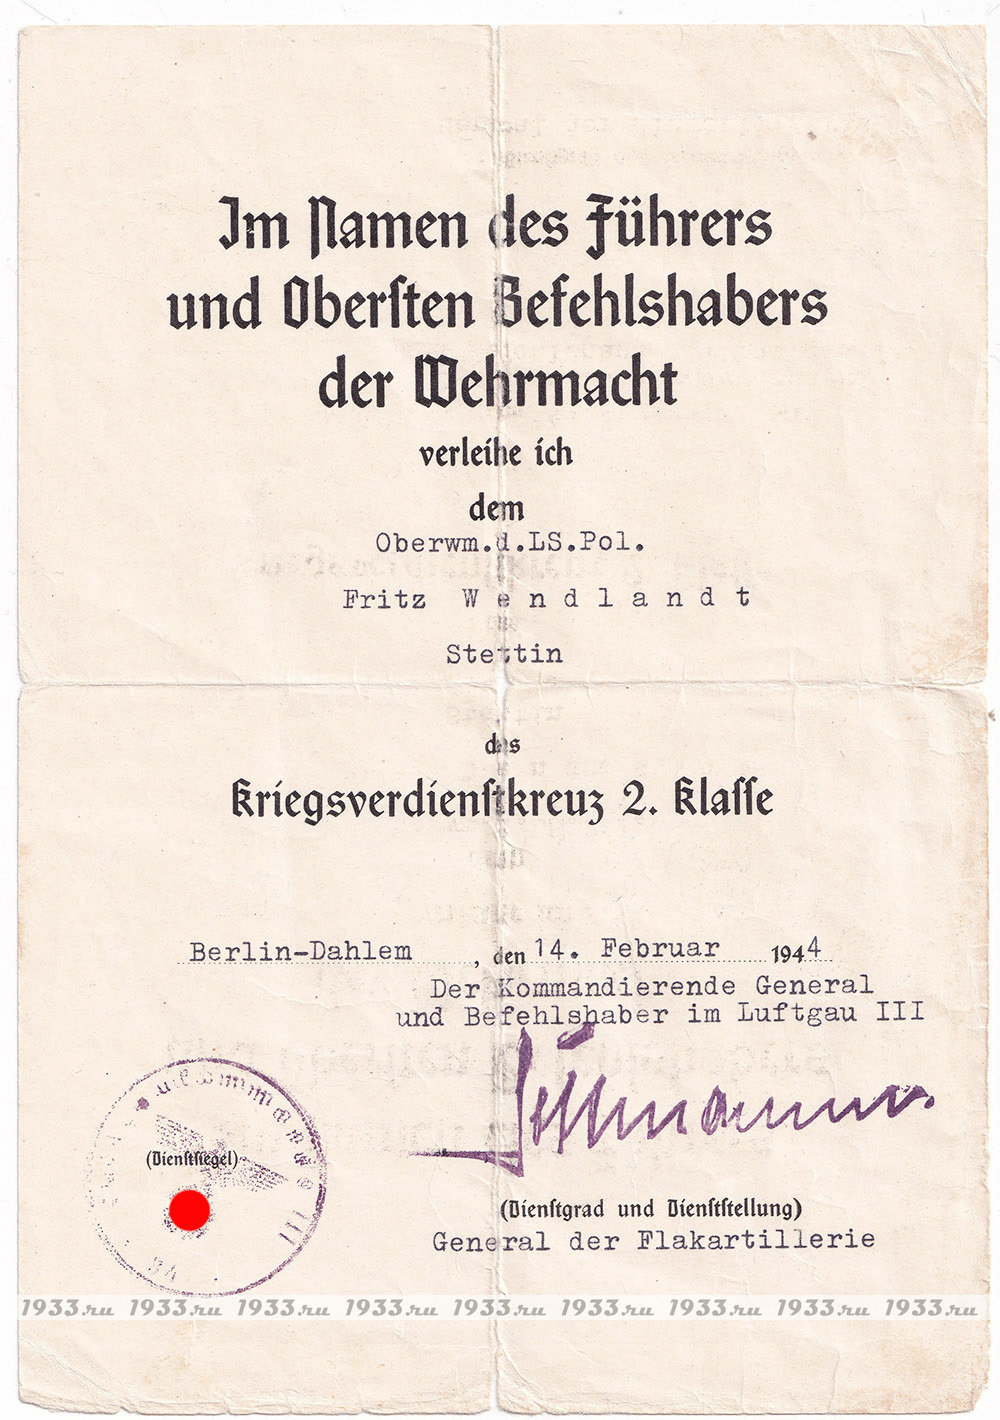 Im Namen des Führers
und Oberſten Befehlshabers
der Wehrmacht
verleihe ich
dem
Oberwm.d.LS.Pol.
Fritz W e n d l a n d t
Stettin
das
Kriegsverdienſtkreuz 2. Klaſſe
Berlin-Dahlem, den 14. Februar 1944
Der Kommandierende General
und Befehlshaber im Luftgau III
(Dienſtſiegel)
(Dienſtgrad und Dienſtſtellung)
General der Flakartillerie
1933.ru 1933.ru 1933.ru 1933.ru 1933.ru 1933.ru 1933.ru 1933.ru 1933.ru